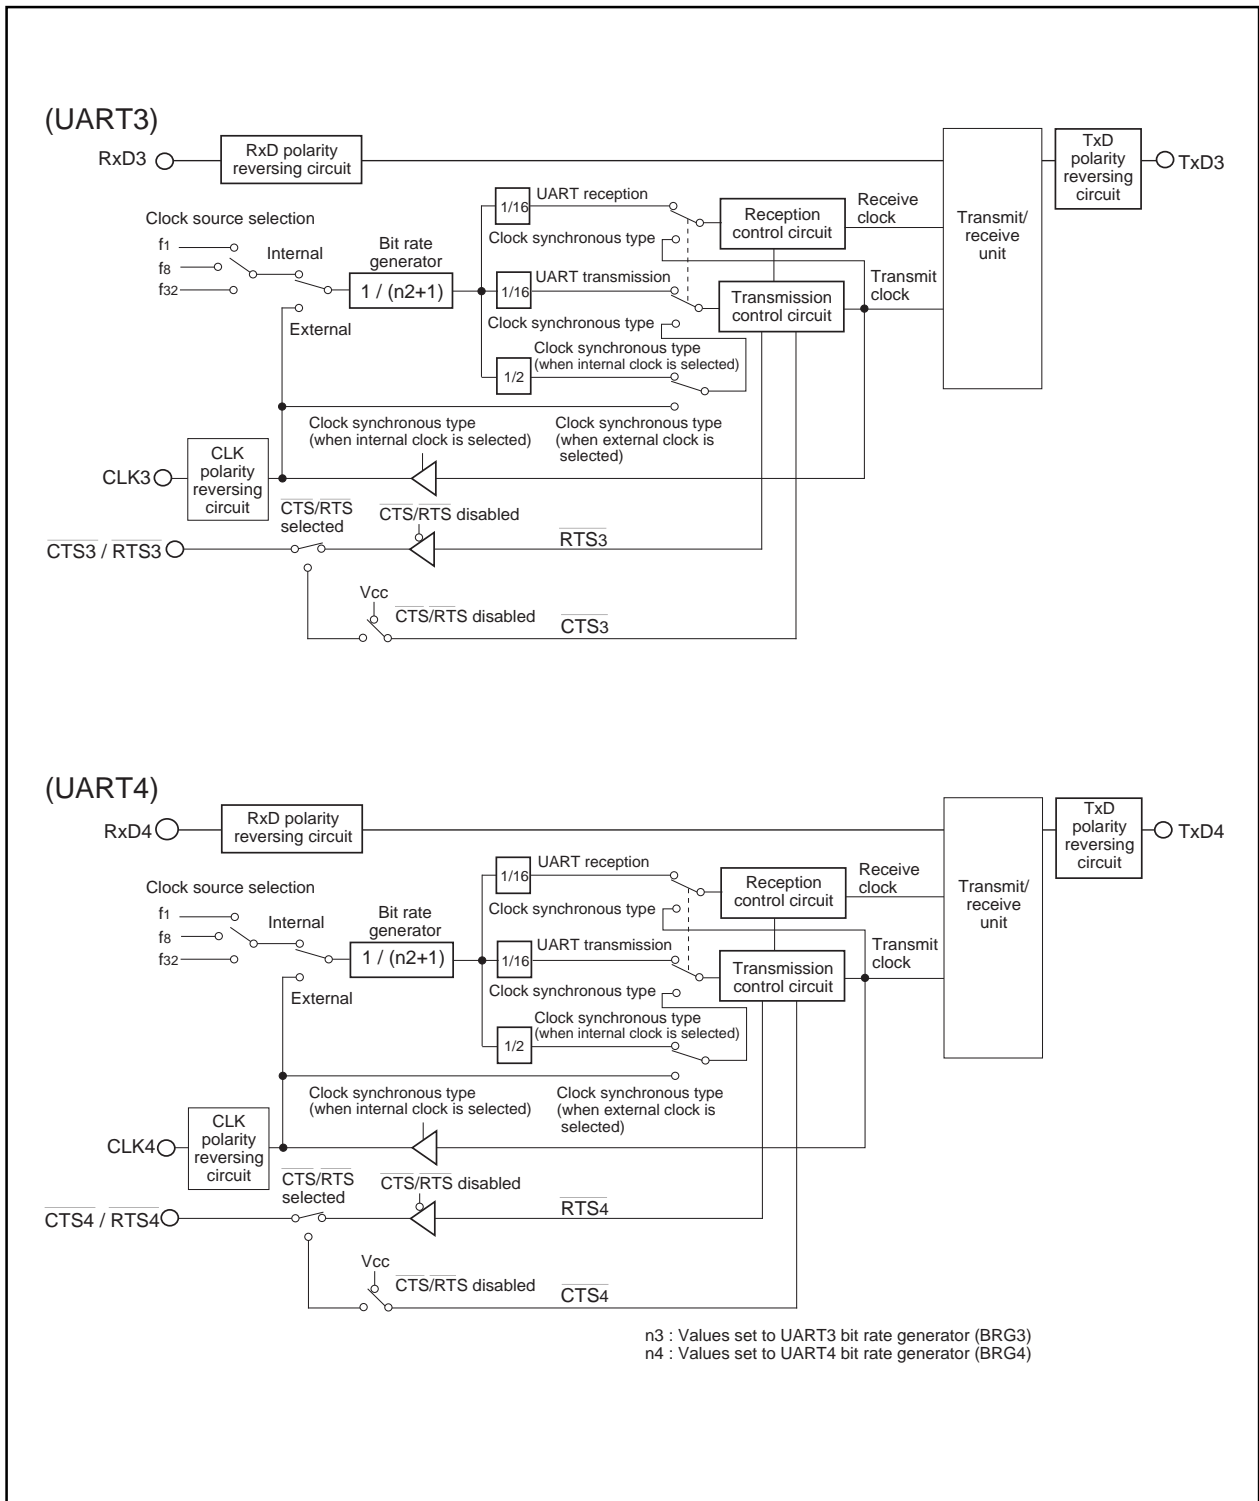 (UART3)
RxD3
RxD polarity
reversing circuit
TxD
polarity
reversing
circuit
TxD3
Clock source selection
f1
f8
f32
Internal
External
Bit rate
generator
1 / (n2+1)
1/16
UART reception
Clock synchronous type
1/16
UART transmission
Clock synchronous type
Clock synchronous type
(when internal clock is selected)
1/2
Reception
control circuit
Receive
clock
Transmission
control circuit
Transmit
clock
Transmit/
receive
unit
Clock synchronous type
(when internal clock is selected)
Clock synchronous type
(when external clock is
selected)
CLK3
CLK
polarity
reversing
circuit
CTS/RTS
selected
CTS/RTS disabled
CTS3 / RTS3
RTS3
Vcc
CTS/RTS disabled
CTS3
(UART4)
RxD4
RxD polarity
reversing circuit
TxD
polarity
reversing
circuit
TxD4
Clock source selection
f1
f8
f32
Internal
External
Bit rate
generator
1 / (n2+1)
1/16
UART reception
Clock synchronous type
1/16
UART transmission
Clock synchronous type
Clock synchronous type
(when internal clock is selected)
1/2
Reception
control circuit
Receive
clock
Transmission
control circuit
Transmit
clock
Transmit/
receive
unit
Clock synchronous type
(when internal clock is selected)
Clock synchronous type
(when external clock is
selected)
CLK4
CLK
polarity
reversing
circuit
CTS/RTS
selected
CTS/RTS disabled
CTS4 / RTS4
RTS4
Vcc
CTS/RTS disabled
CTS4
n3 : Values set to UART3 bit rate generator (BRG3)
n4 : Values set to UART4 bit rate generator (BRG4)